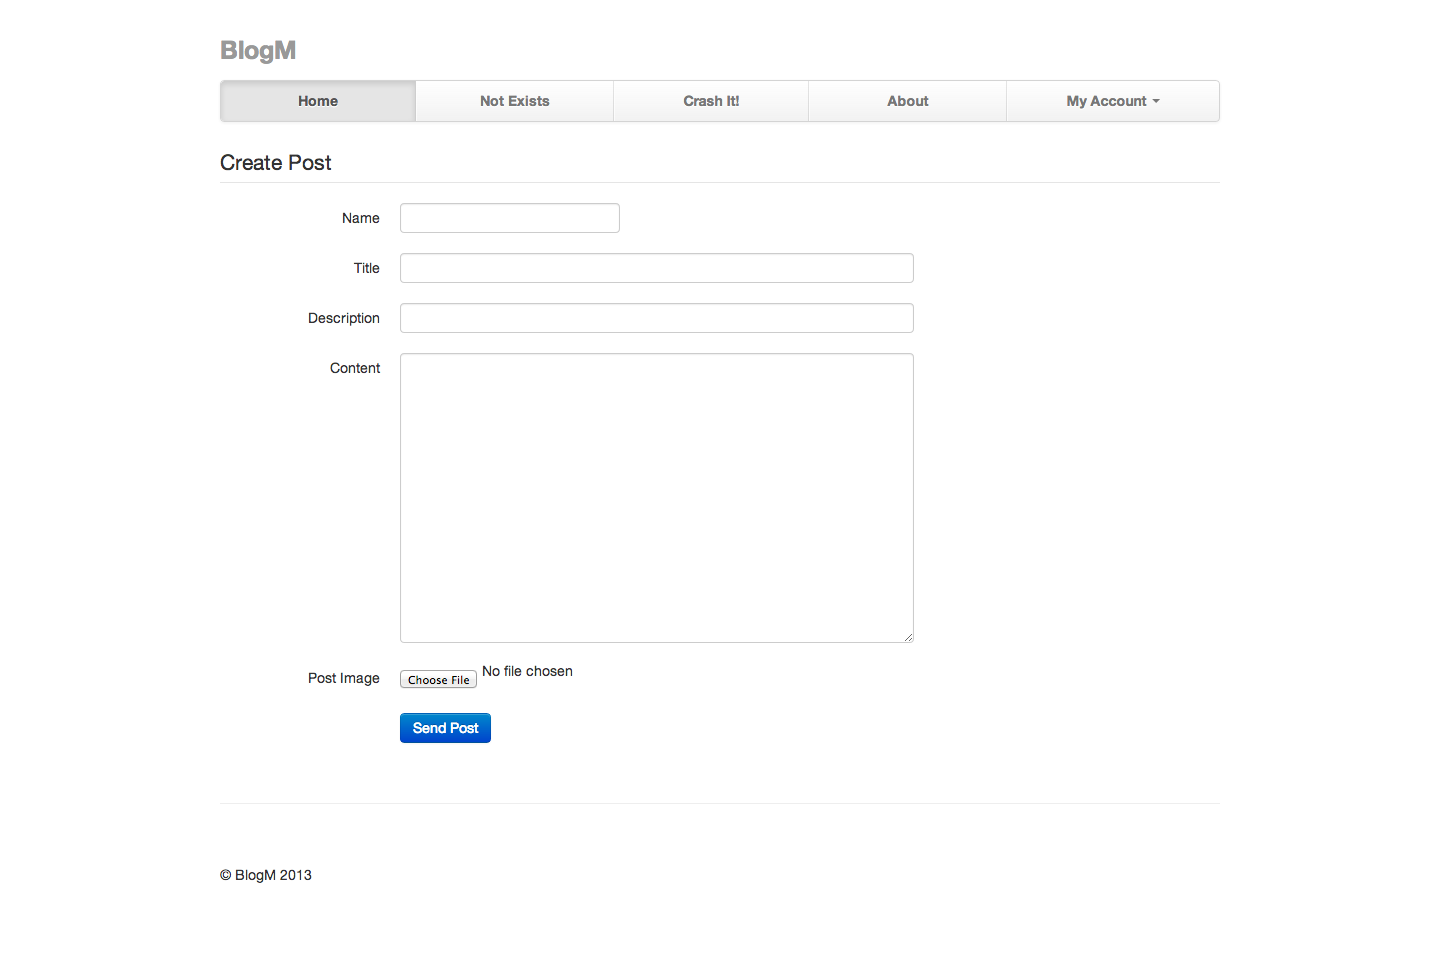 BlogM
Home Not Exists Crash It! About My Account
Create Post
Name
Title
Description
Content
Post Image Choose File No file chosen
Send Post
© BlogM 2013